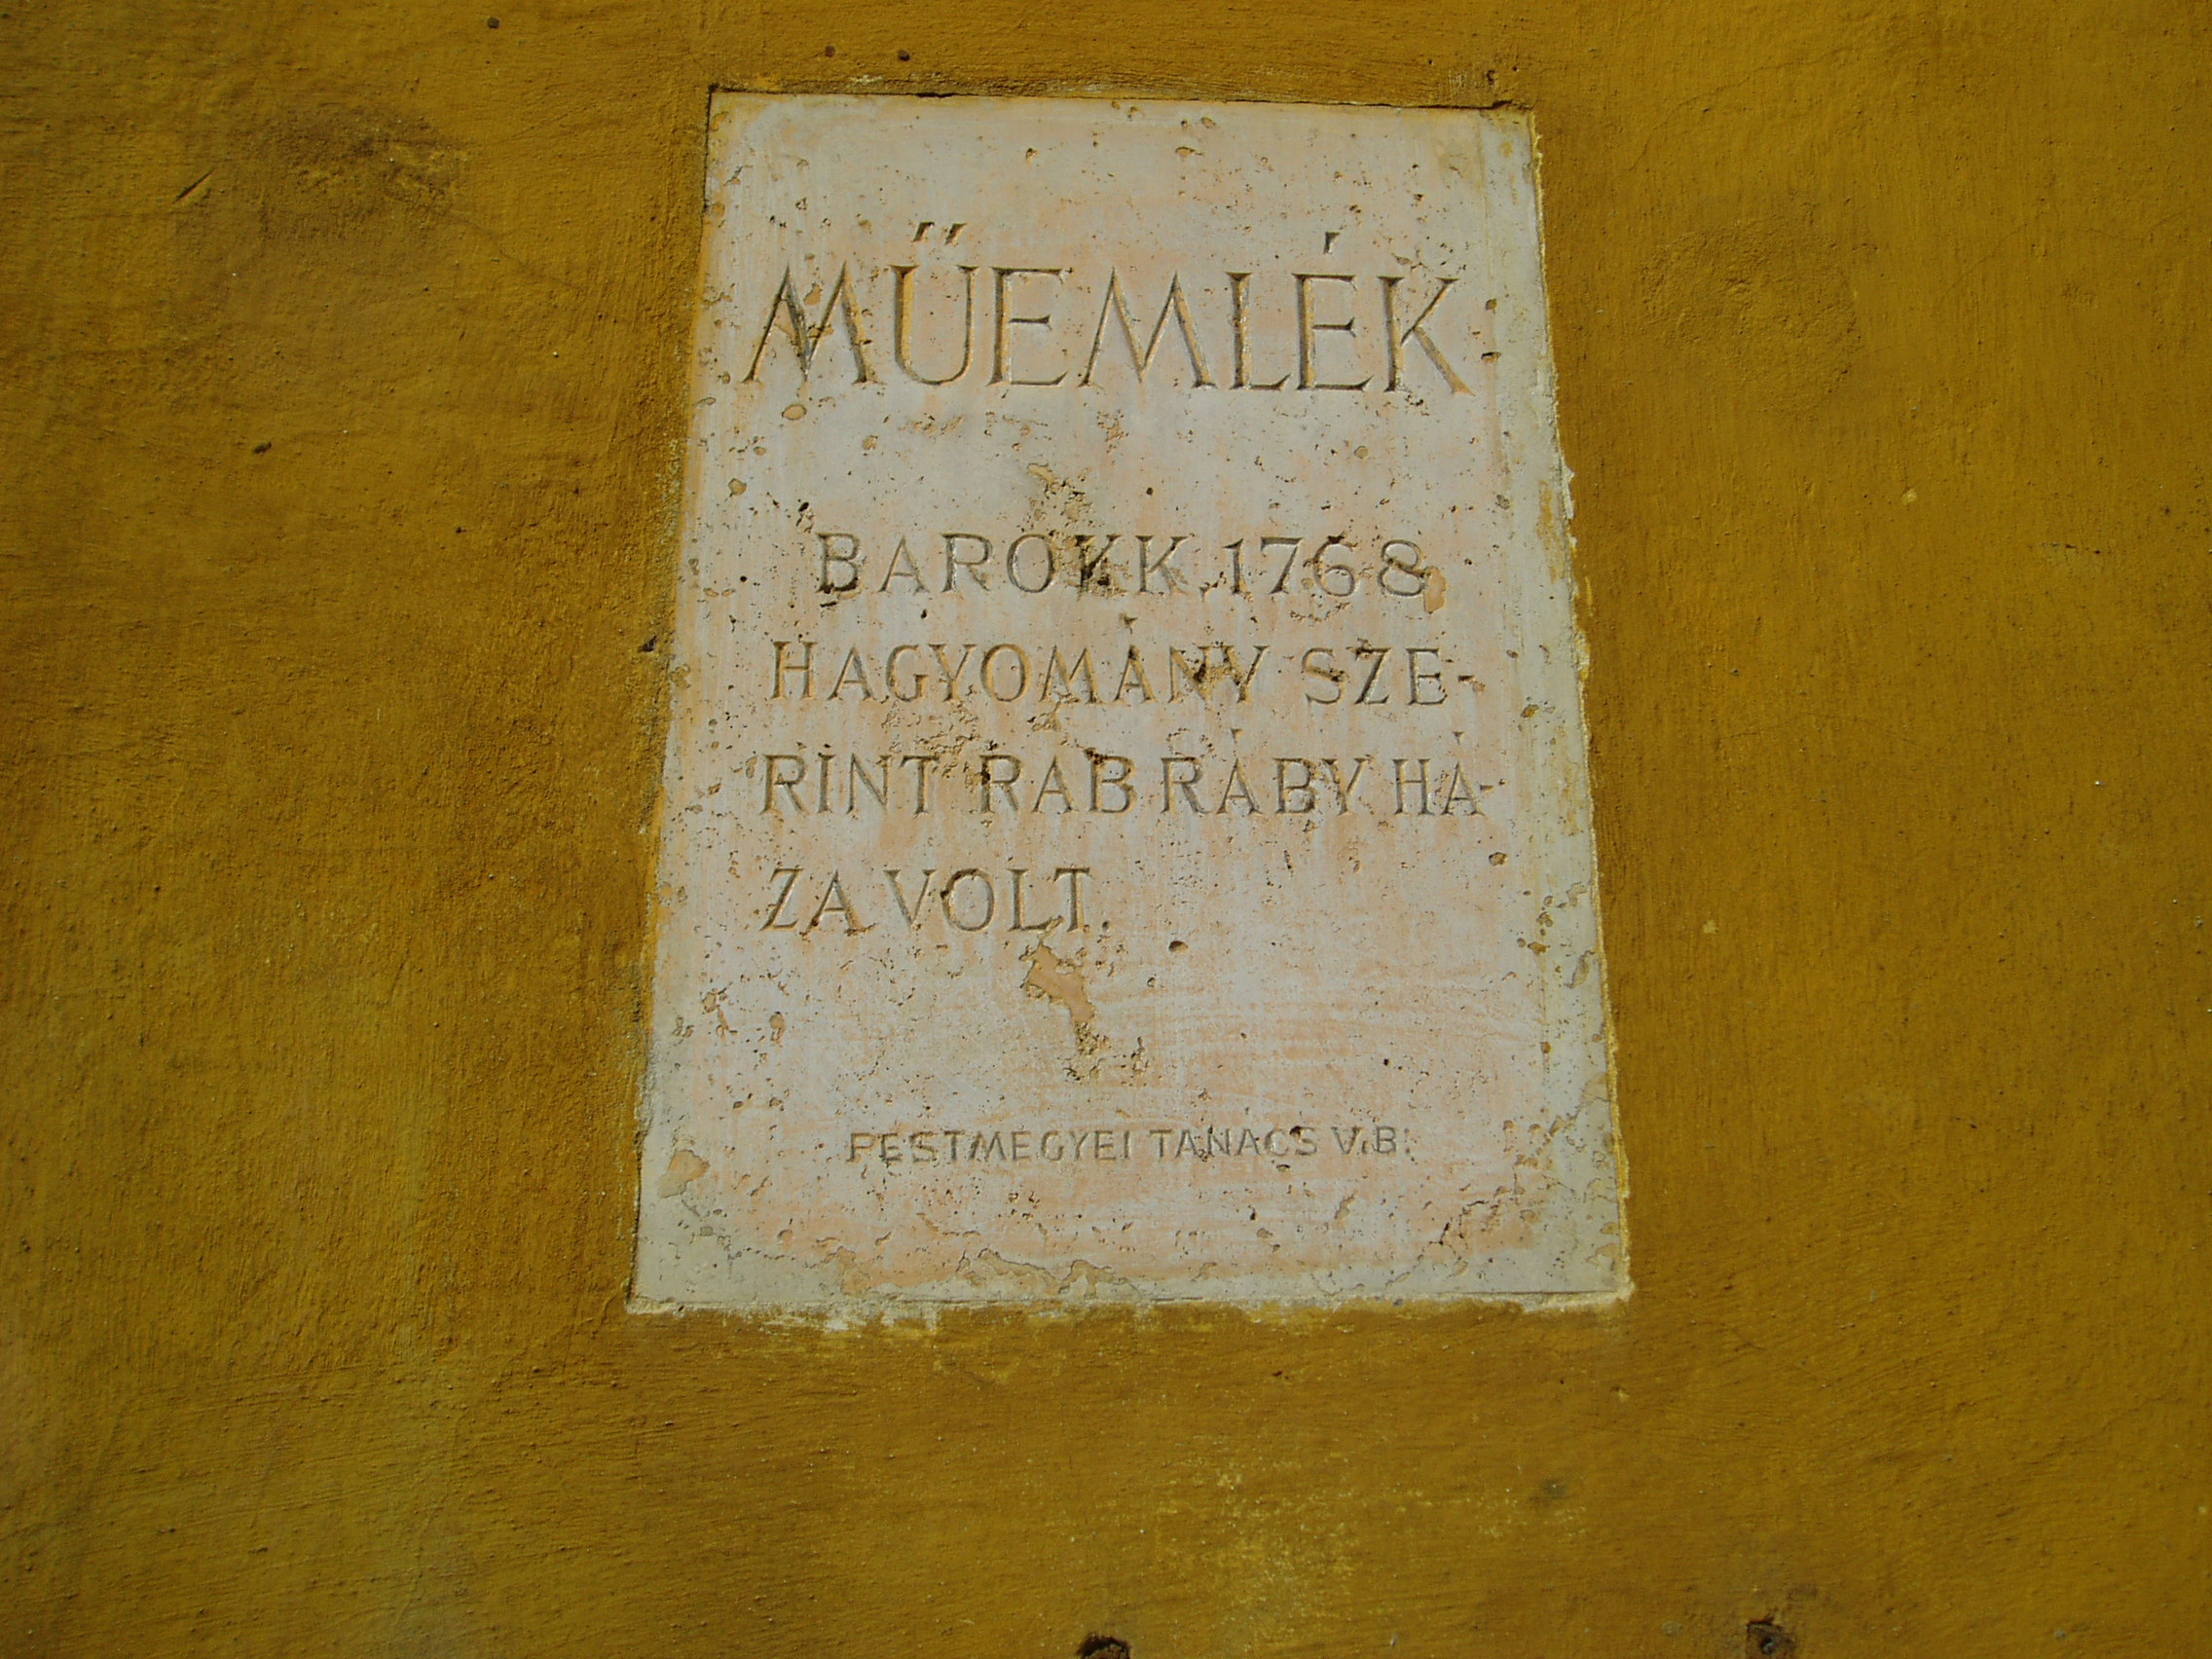 MŰEMLÉK
BAROKK 1768
HAGYOMÁNY SZE-
RINT RAB RÁBY HÁ-
ZA VOLT.
PESTMEGYEI TANÁCS V.B.